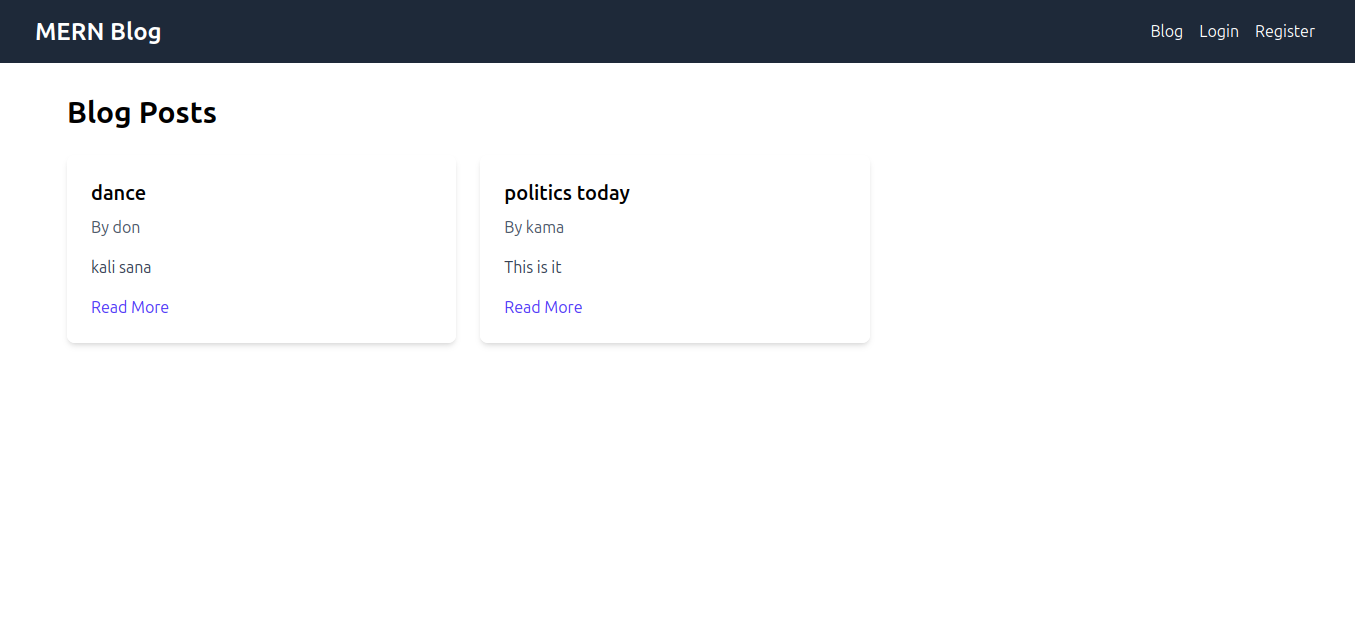 MERN Blog
Blog Login Register
Blog Posts
dance
By don
kali sana
Read More
politics today
By kama
This is it
Read More